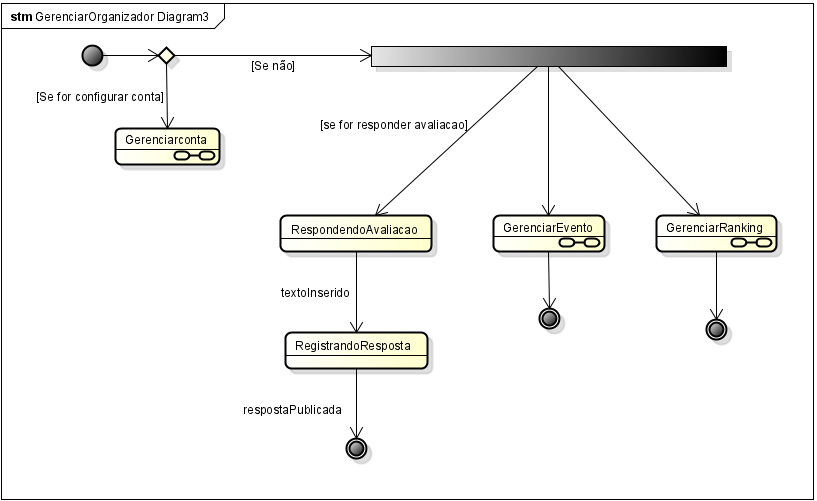 stm GerenciarOrganizador Diagram3
[Se não]
[Se for configurar conta]
Gerenciarconta
[se for responder avaliacao]
RespondendoAvaliacao
GerenciarEvento
GerenciarRanking
textoInserido
RegistrandoResposta
respostaPublicada